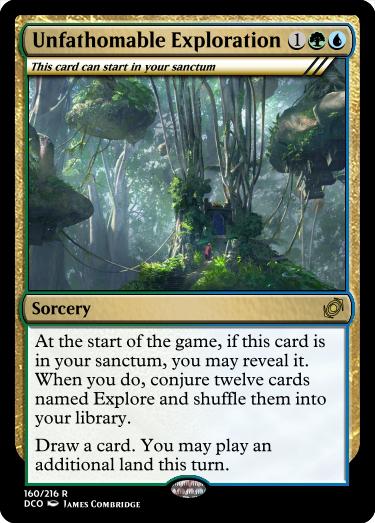 Unfathomable Exploration 1
This card can start in your sanctum
Sorcery
At the start of the game, if this card is
in your sanctum, you may reveal it.
When you do, conjure twelve cards
named Explore and shuffle them into
your library.
Draw a card. You may play an
additional land this turn.
160/216 R
DCO James Combridge